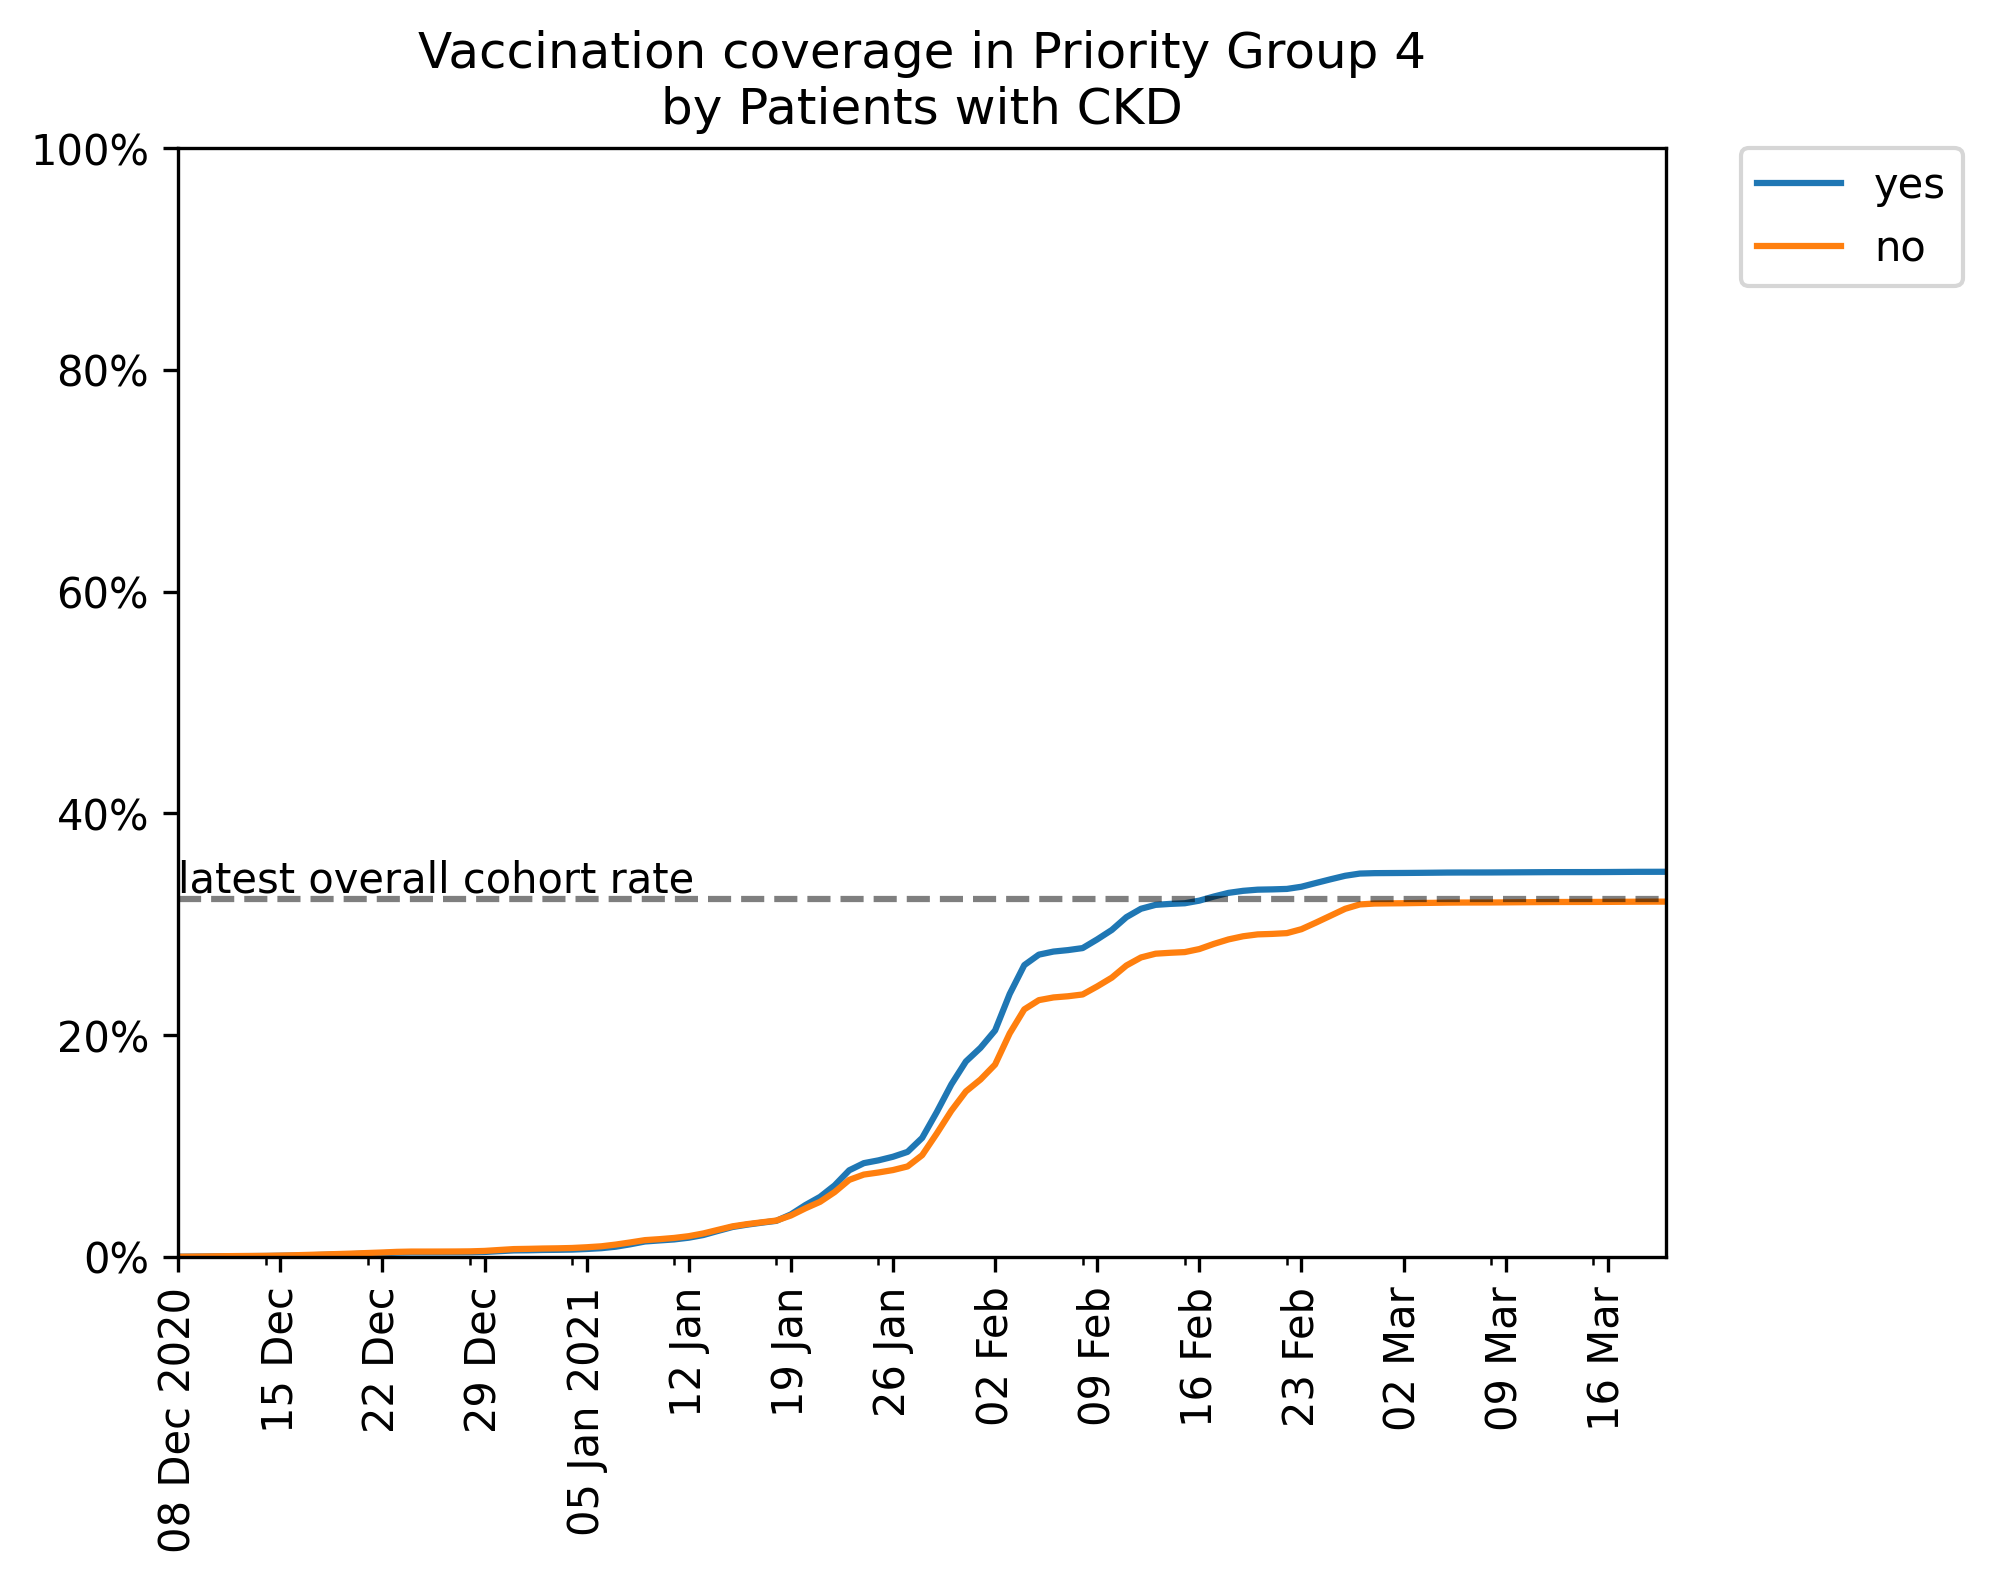 Vaccination coverage in Priority Group 4
by Patients with CKD
100%
80%
60%
40%
20%
0%
latest overall cohort rate
yes
no
08 Dec 2020
15 Dec
22 Dec
29 Dec
05 Jan 2021
12 Jan
19 Jan
26 Jan
02 Feb
09 Feb
16 Feb
23 Feb
02 Mar
09 Mar
16 Mar